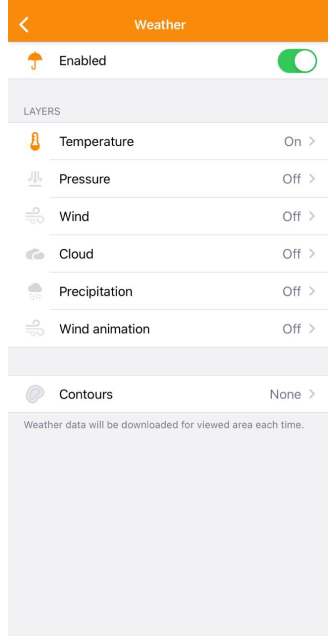 Weather
Enabled
LAYERS
Temperature On
Pressure Off
Wind Off
Cloud Off
Precipitation Off
Wind animation Off
Contours None
Weather data will be downloaded for viewed area each time.